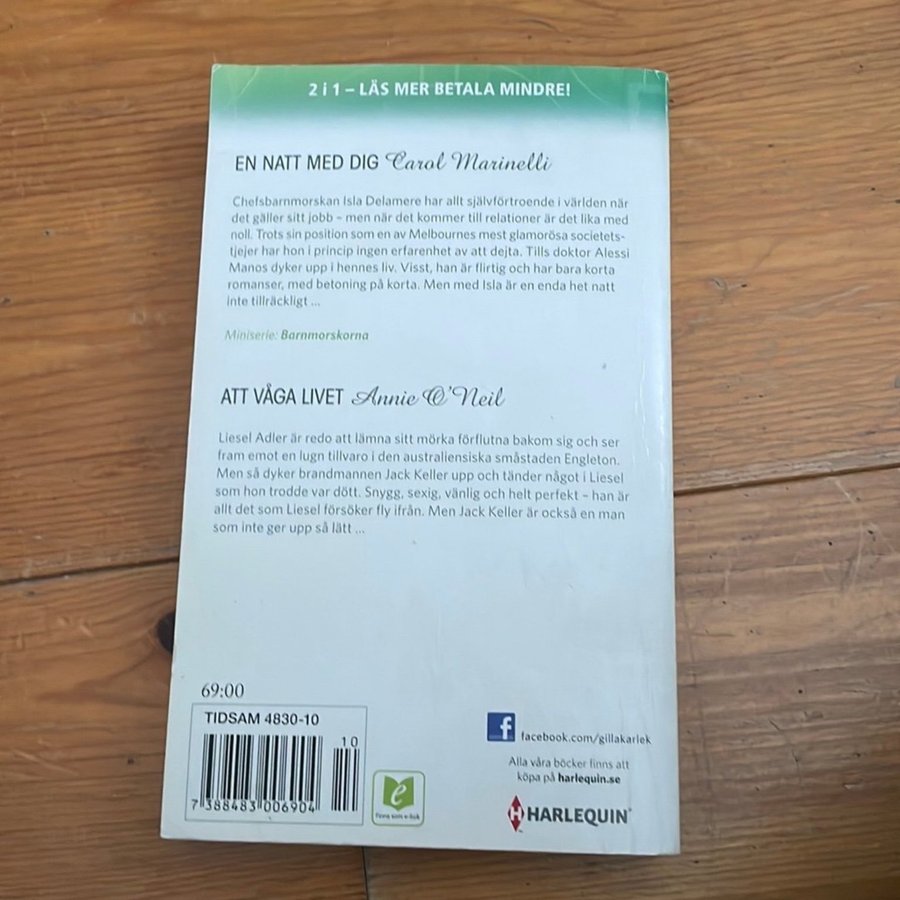 2 i 1 – LÄS MER BETALA MINDRE!
EN NATT MED DIG Carol Marinelli
Chefsbarnmorskan Isla Delamere har allt självförtroende i världen när
det gäller sitt jobb – men när det kommer till relationer är det lika med
noll. Trots sin position som en av Melbournes mest glamorösa societets-
tjejer har hon i princip ingen erfarenhet av att dejta. Tills doktor Alessi
Manos dyker upp i hennes liv. Visst, han är flirtig och har bara korta
romanser, med betoning på korta. Men med Isla är en enda het natt
inte tillräckligt ...
Miniserie: Barnmorskorna
ATT VÅGA LIVET Annie O'Neil
Liesel Adler är redo att lämna sitt mörka förflutna bakom sig och ser
fram emot en lugn tillvaro i den australiensiska småstaden Engleton.
Men så dyker brandmannen Jack Keller upp och tänder något i Liesel
som hon trodde var dött. Snygg, sexig, vänlig och helt perfekt – han är
allt det som Liesel försöker fly ifrån. Men Jack Keller är också en man
som inte ger upp så lätt ...
69:00
TIDSAM 4830-10
10
7 388483 006904
e
Finns som e-bok
f facebook.com/gillakarlek
Alla våra böcker finns att
köpa på harlequin.se
H HARLEQUIN